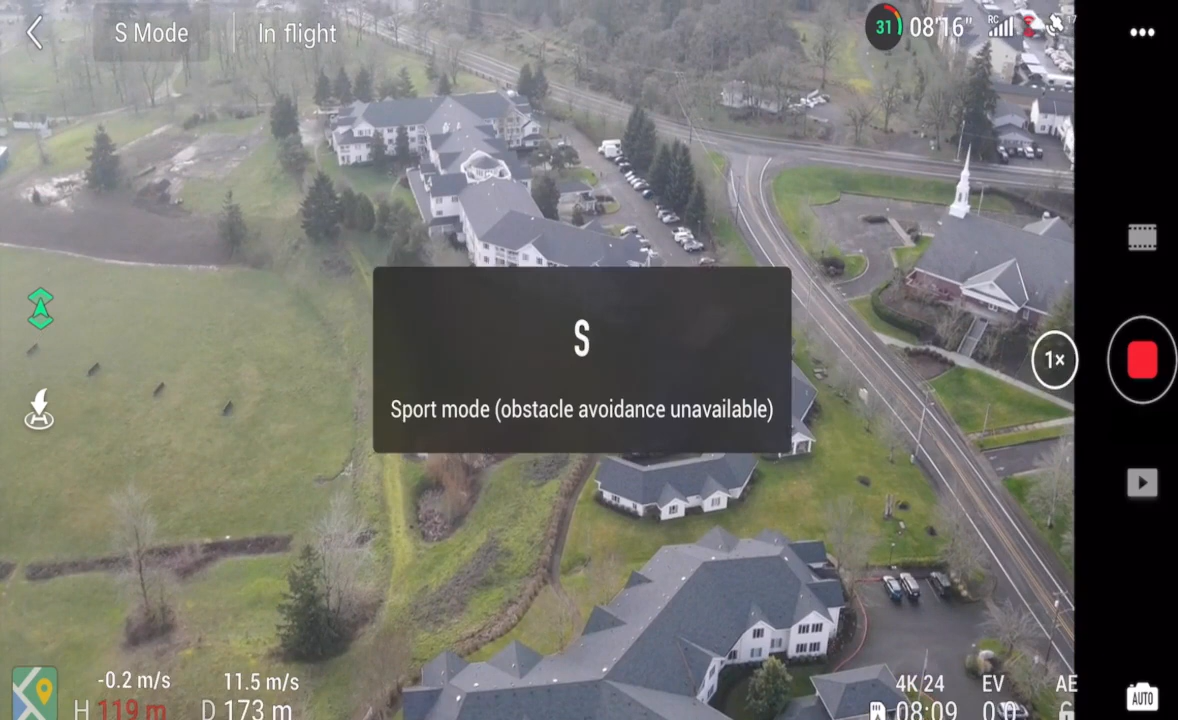 S Mode
In flight
31
08'16"
RC
17
S
Sport mode (obstacle avoidance unavailable)
1×
-0.2 m/s
11.5 m/s
H 119 m
D 173 m
4K 24
EV
AE
08:09
0.0
AUTO